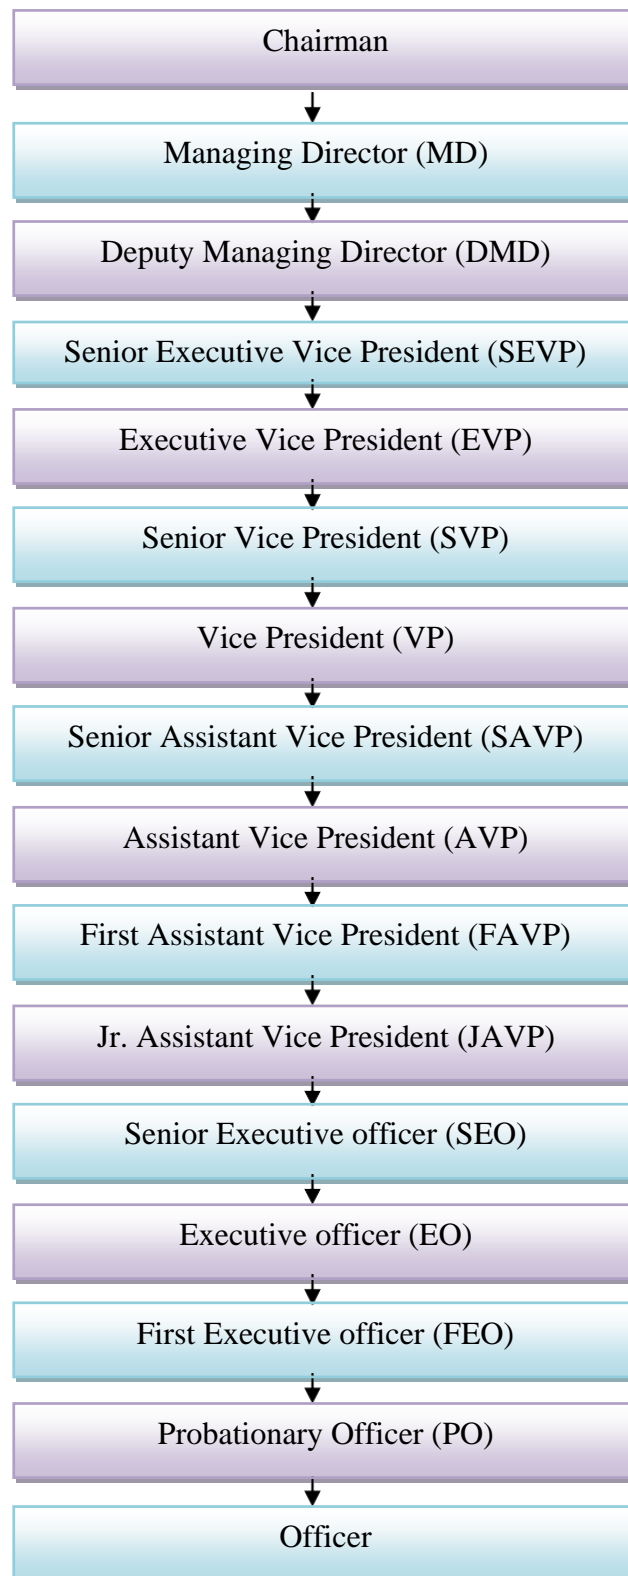 Chairman
Managing Director (MD)
Deputy Managing Director (DMD)
Senior Executive Vice President (SEVP)
Executive Vice President (EVP)
Senior Vice President (SVP)
Vice President (VP)
Senior Assistant Vice President (SAVP)
Assistant Vice President (AVP)
First Assistant Vice President (FAVP)
Jr. Assistant Vice President (JAVP)
Senior Executive officer (SEO)
Executive officer (EO)
First Executive officer (FEO)
Probationary Officer (PO)
Officer